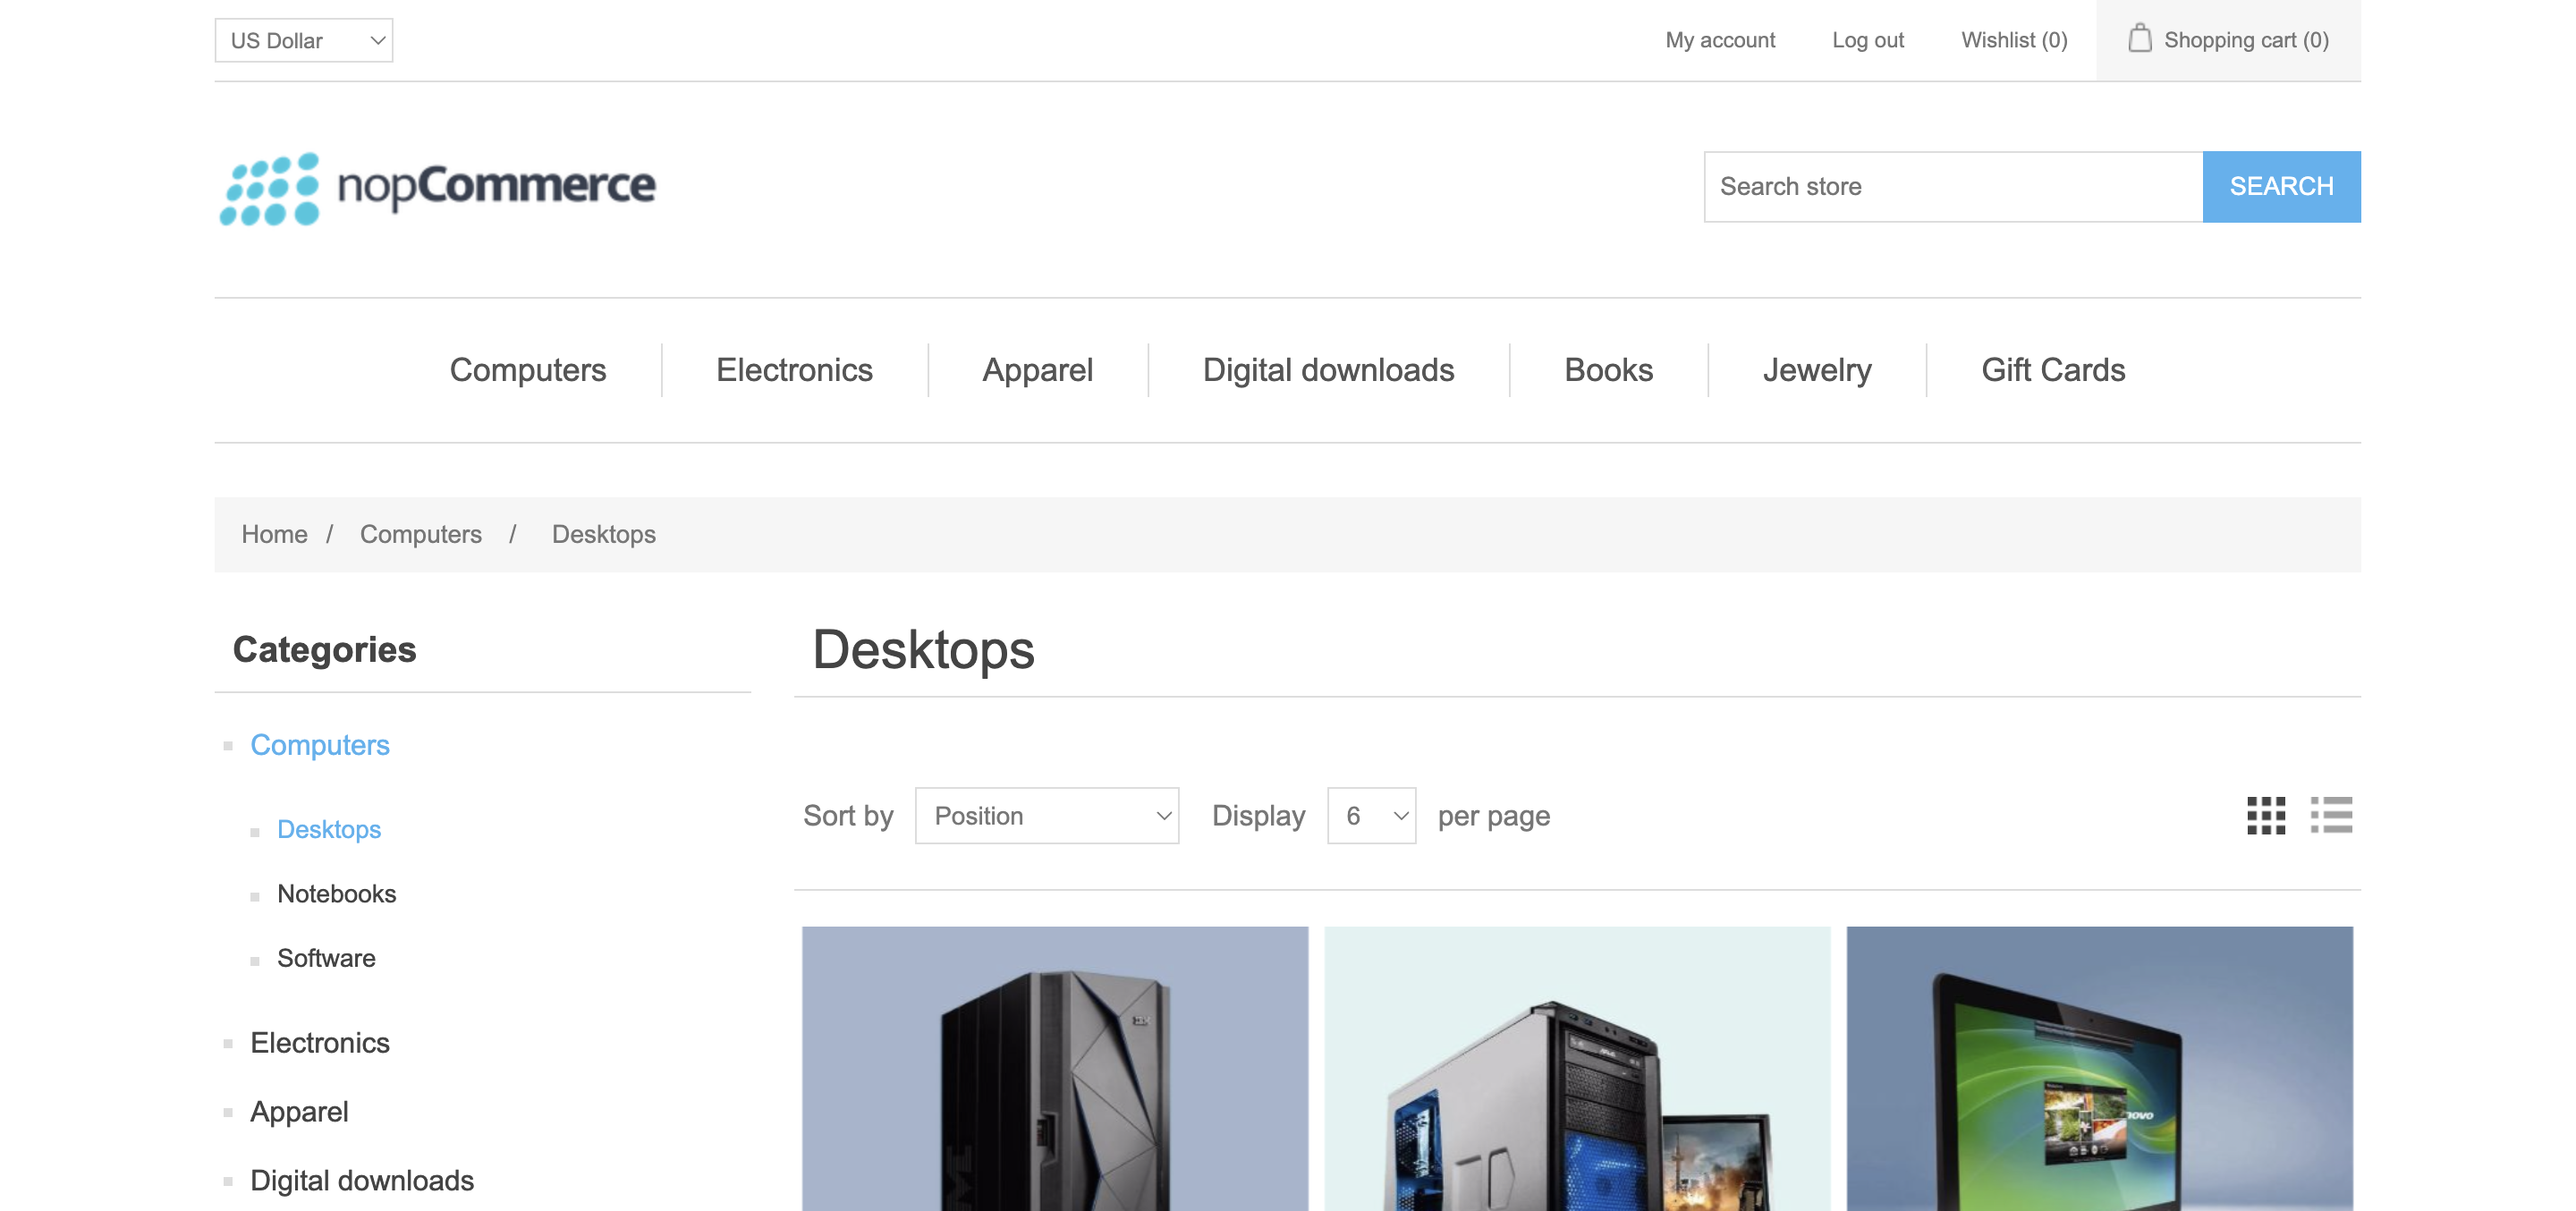 US Dollar
My account
Log out
Wishlist (0)
Shopping cart (0)
nopCommerce
Search store
SEARCH
Computers
Electronics
Apparel
Digital downloads
Books
Jewelry
Gift Cards
Home / Computers / Desktops
Categories
Computers
Desktops
Notebooks
Software
Electronics
Apparel
Digital downloads
Desktops
Sort by Position Display 6 per page
IBM